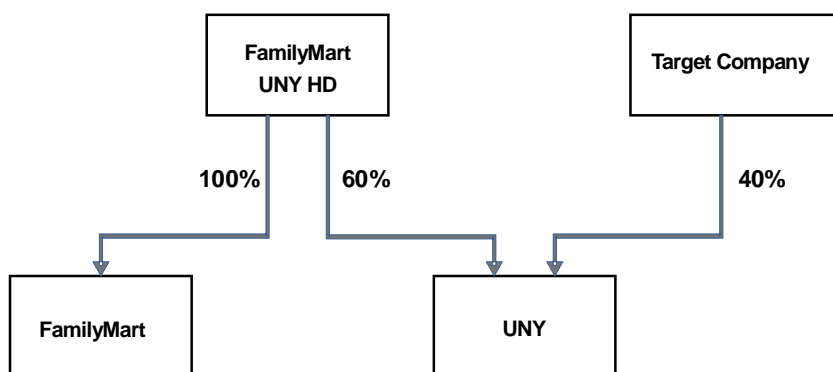 FamilyMart
UNY HD
Target Company
100%
60%
40%
FamilyMart
UNY